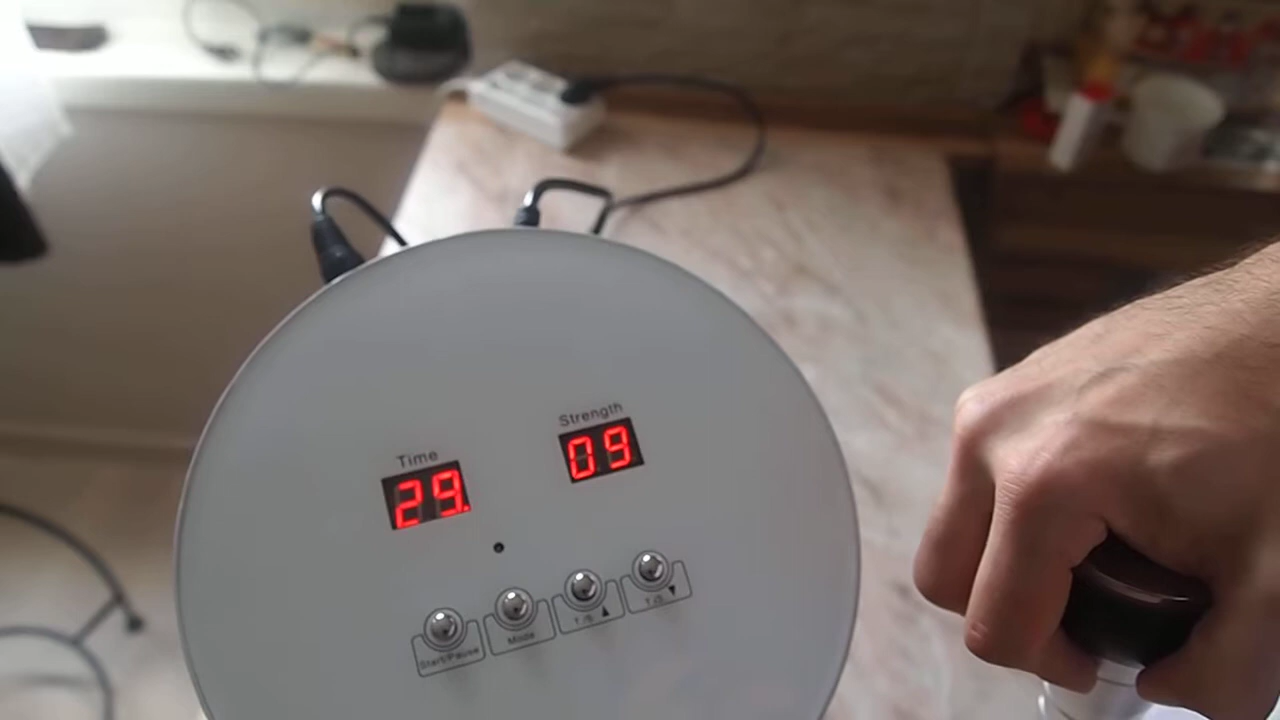 Strength
09
Time
29.
Start/Pause
Mode
T/S ▲
T/S ▼